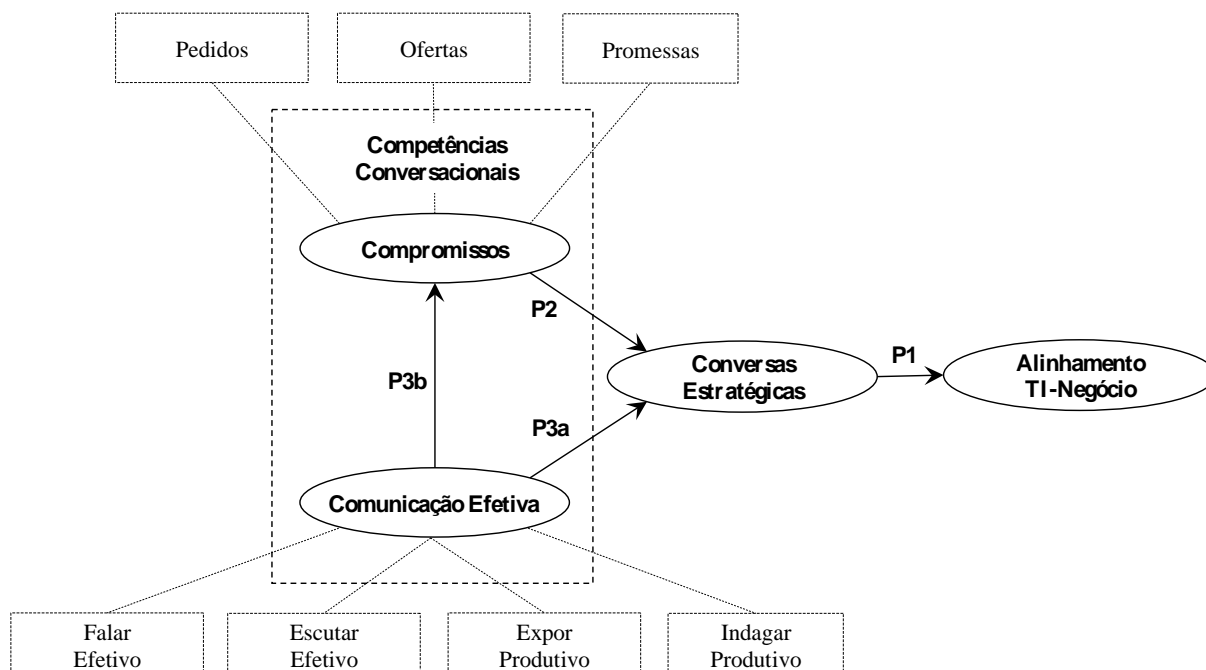 Pedidos
Ofertas
Promessas
Competências
Conversacionais
Compromissos
P2
P3b
Conversas
Estratégicas
P1
Alinhamento
TI-Negócio
P3a
Comunicação Efetiva
Falar
Efetivo
Escutar
Efetivo
Expor
Produtivo
Indagar
Produtivo